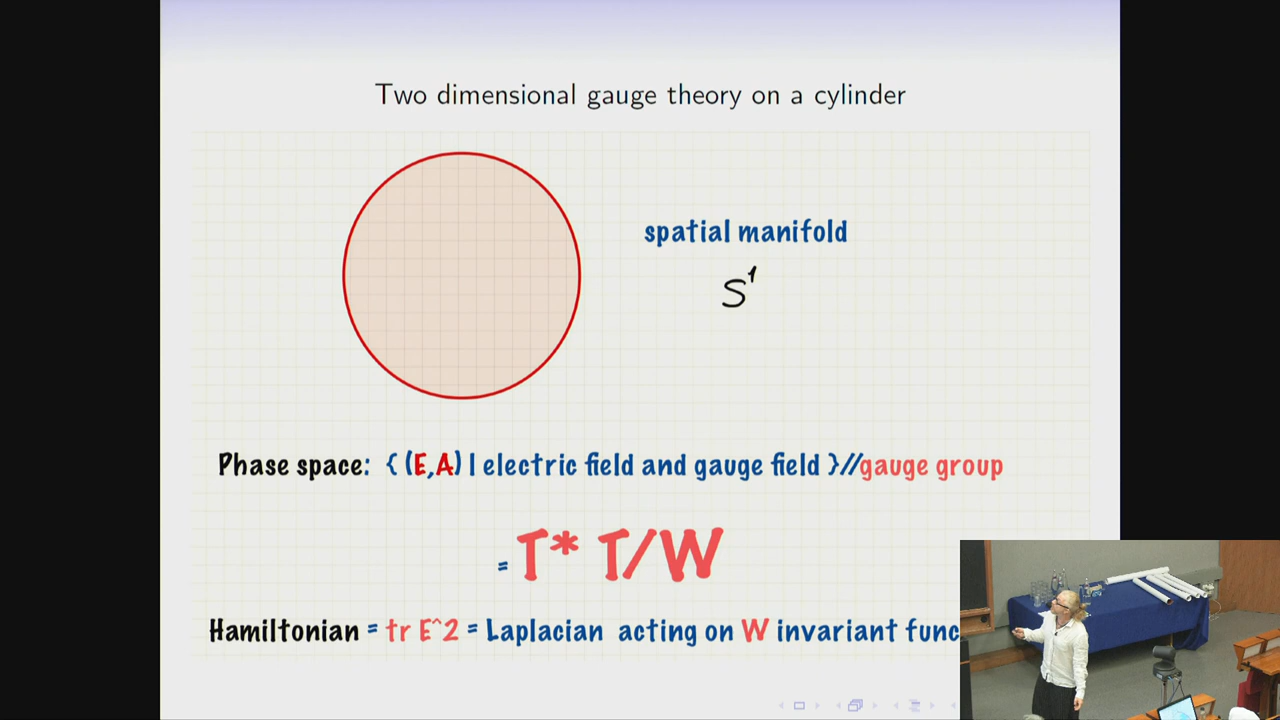 Two dimensional gauge theory on a cylinder
spatial manifold
S¹
Phase space: { (E,A) | electric field and gauge field }//gauge group
= T* T/W
Hamiltonian = tr E^2 = Laplacian acting on W invariant func